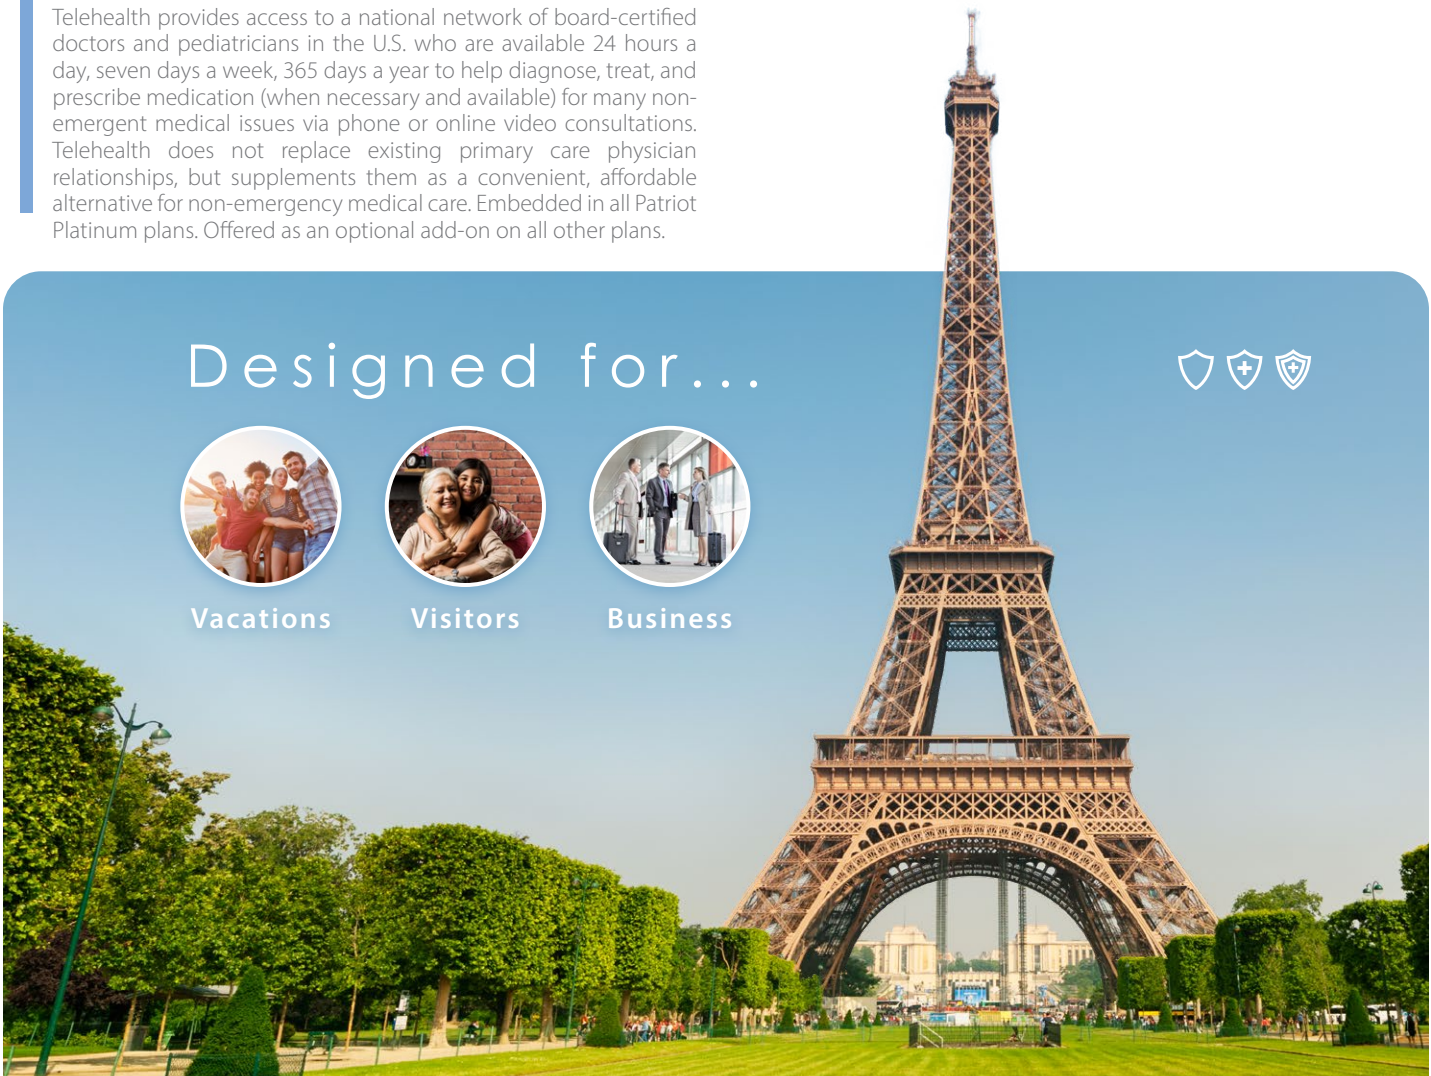 Telehealth provides access to a national network of board-certified
doctors and pediatricians in the U.S. who are available 24 hours a
day, seven days a week, 365 days a year to help diagnose, treat, and
prescribe medication (when necessary and available) for many non-
emergent medical issues via phone or online video consultations.
Telehealth does not replace existing primary care physician
relationships, but supplements them as a convenient, affordable
alternative for non-emergency medical care. Embedded in all Patriot
Platinum plans. Offered as an optional add-on on all other plans.
Designed for...
Vacations
Visitors
Business